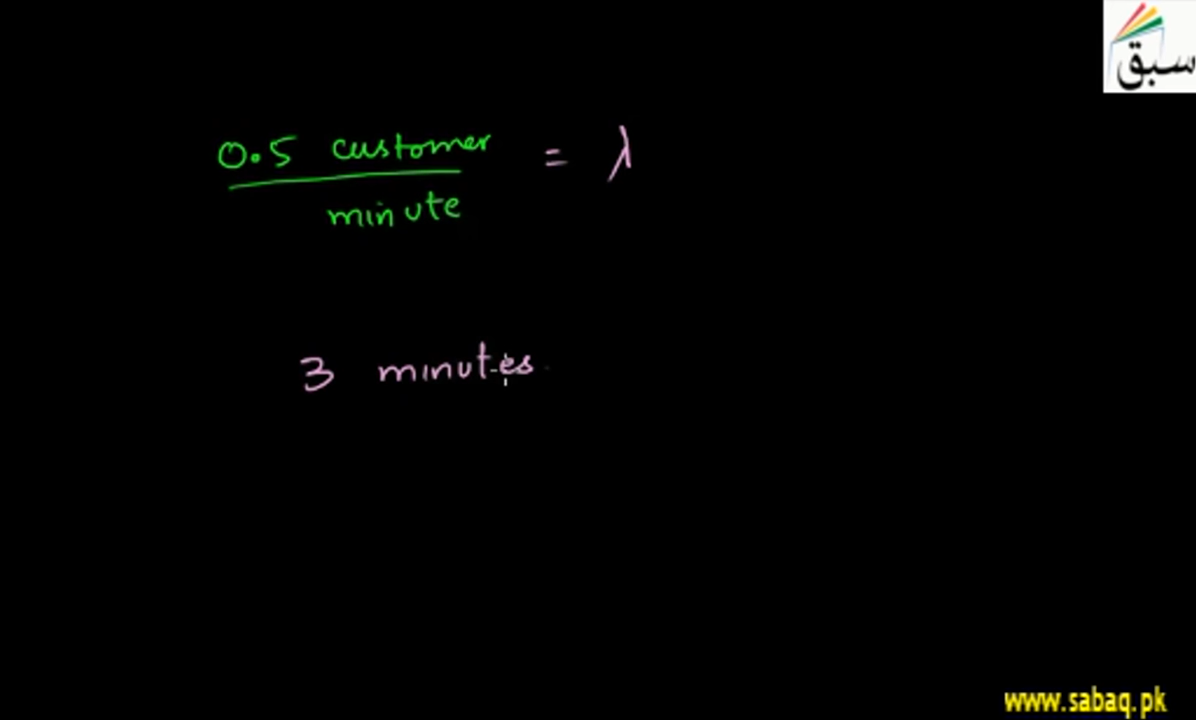 سبق
0.5 customer = λ
minute
3 minutes
www.sabaq.pk